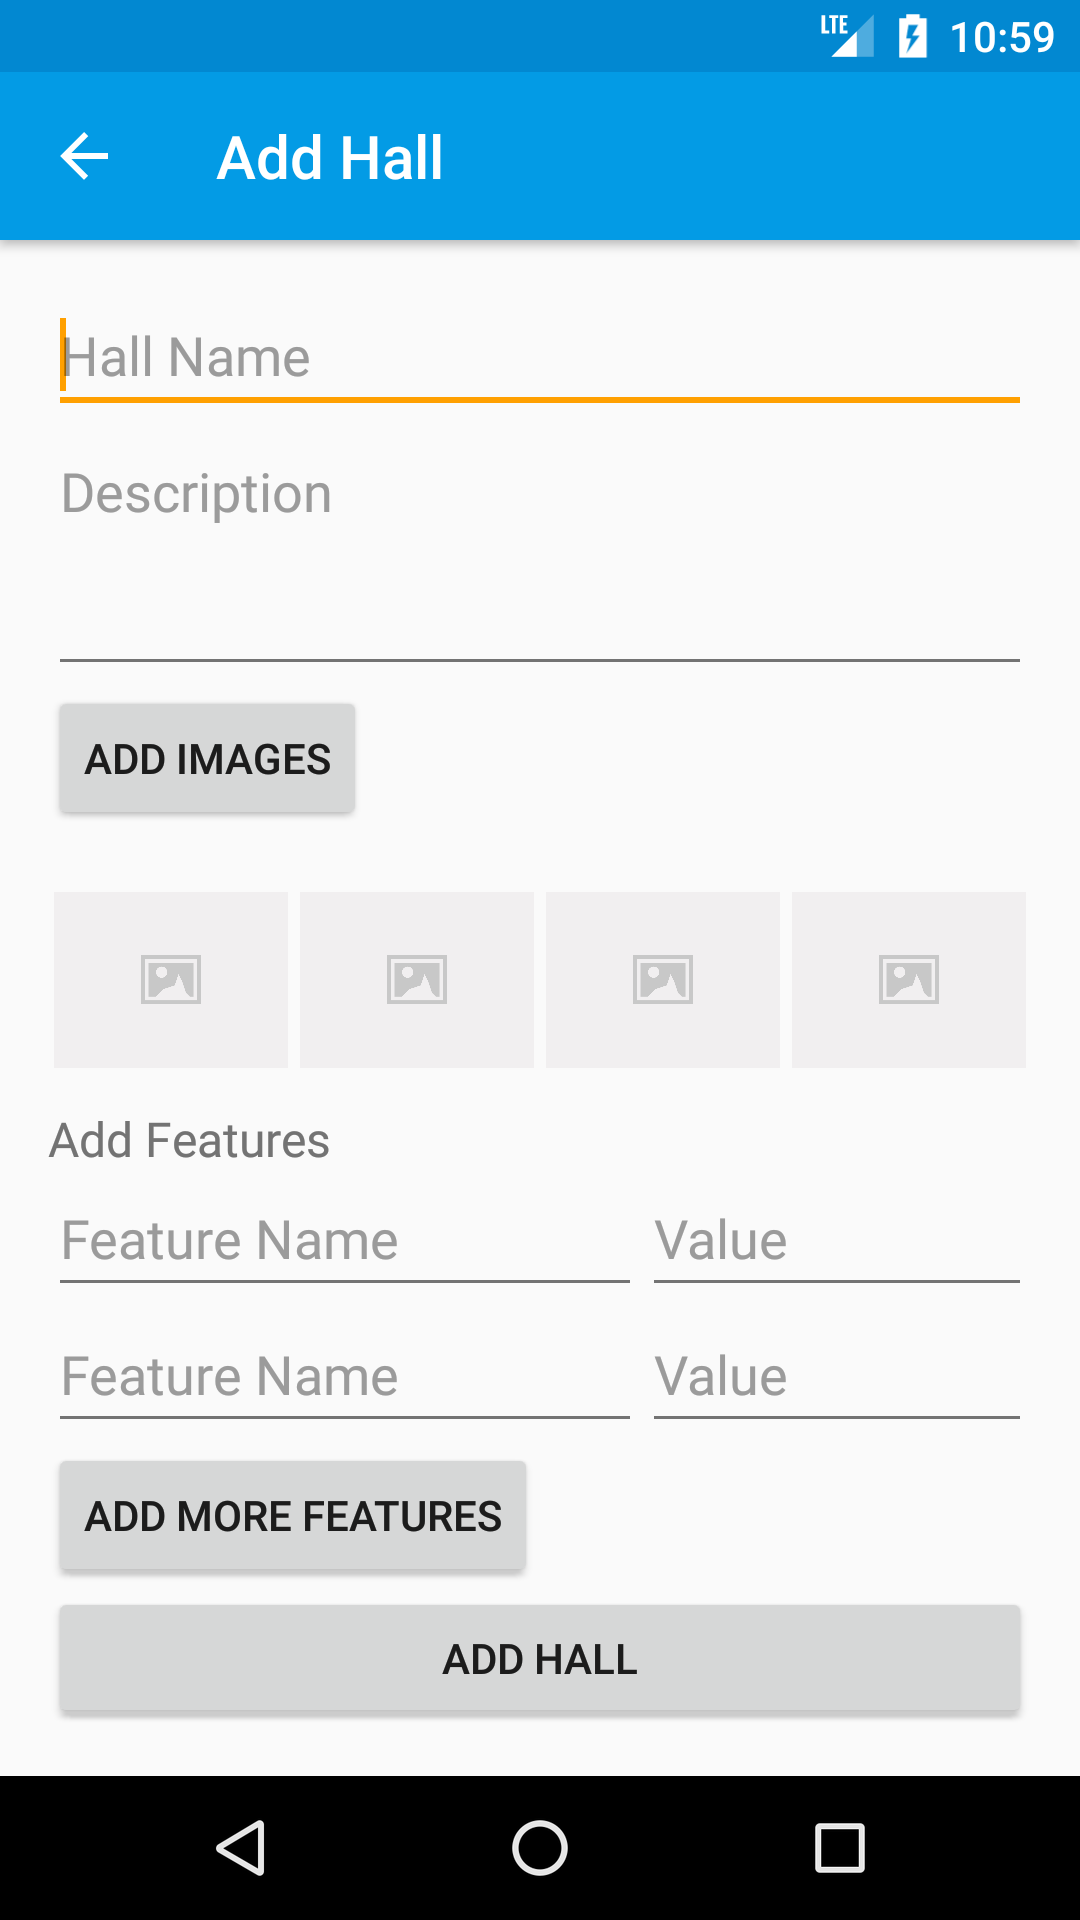 LTE 10:59
Add Hall
Hall Name
Description
ADD IMAGES
Add Features
Feature Name Value
Feature Name Value
ADD MORE FEATURES
ADD HALL